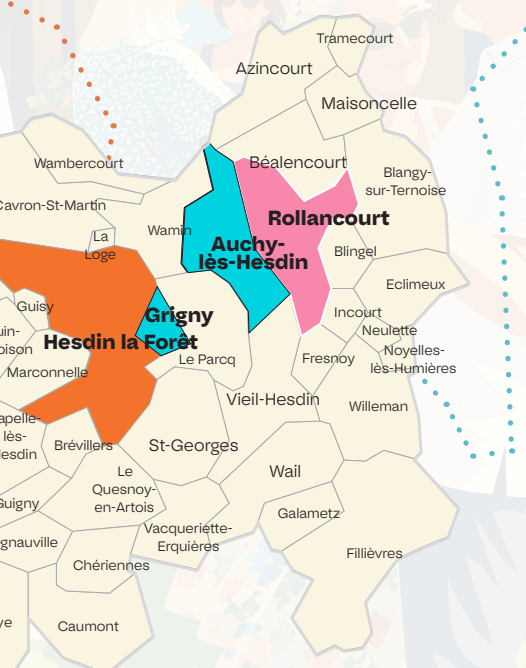 Tramecourt
Azincourt
Maisoncelle
Wambercourt
Béalencourt
Blangy-
sur-Ternoise
Cavron-St-Martin
Rollancourt
Wamin
La
Loge
Auchy-
lès-Hesdin
Blingel
Eclimeux
Guisy
Grigny
Incourt
Neulette
Hesdin la Forêt
Noyelles-
lès-Humières
Le Parcq
Fresnoy
Marconnelle
Vieil-Hesdin
Willeman
lès-
Brévillers
St-Georges
Le
Quesnoy-
en-Artois
Wail
Galametz
Vacqueriette-
Erquières
Fillièvres
Chériennes
Caumont